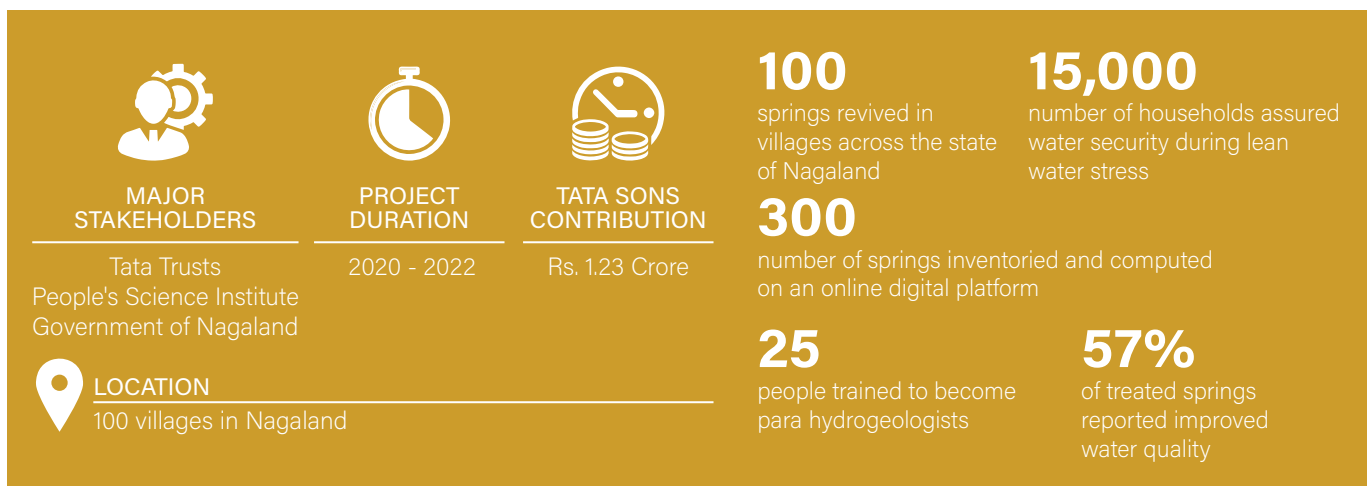 MAJOR
STAKEHOLDERS
Tata Trusts
People's Science Institute
Government of Nagaland
PROJECT
DURATION
2020 - 2022
TATA SONS
CONTRIBUTION
Rs. 1.23 Crore
LOCATION
100 villages in Nagaland
100
springs revived in
villages across the state
of Nagaland
15,000
number of households assured
water security during lean
water stress
300
number of springs inventoried and computed
on an online digital platform
25
people trained to become
para hydrogeologists
57%
of treated springs
reported improved
water quality